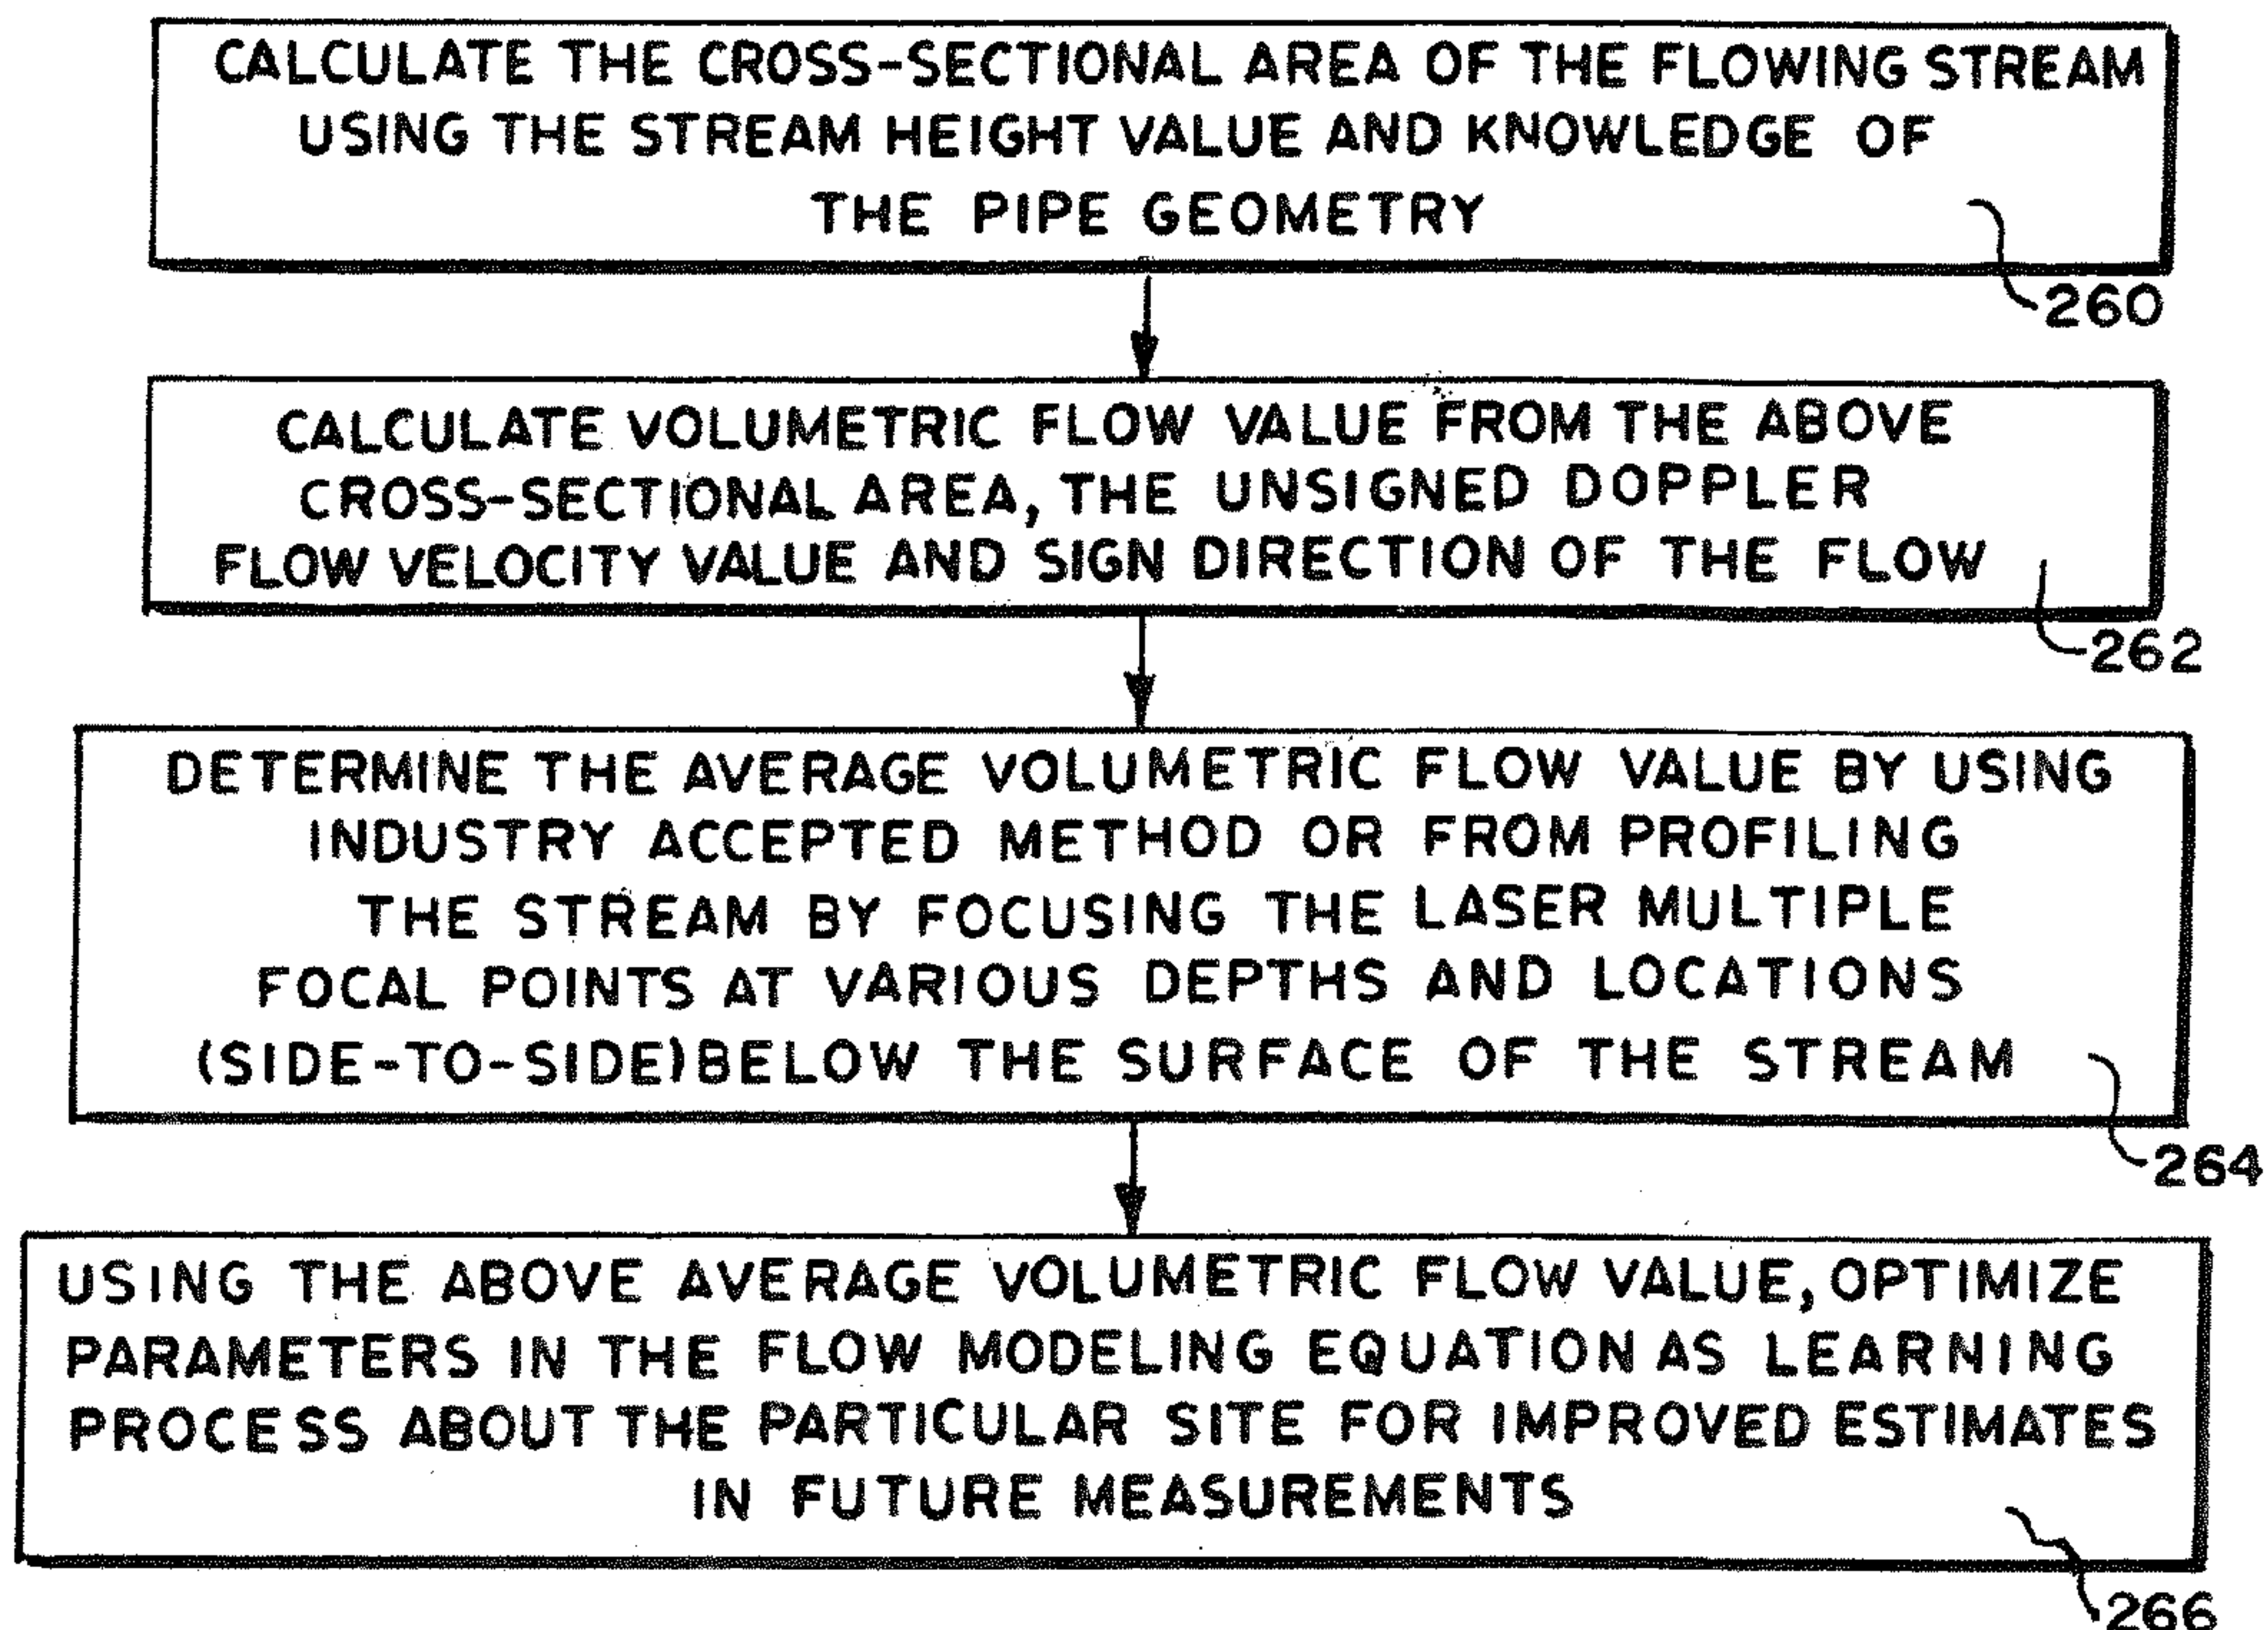 CALCULATE THE CROSS-SECTIONAL AREA OF THE FLOWING STREAM
USING THE STREAM HEIGHT VALUE AND KNOWLEDGE OF
THE PIPE GEOMETRY
260
CALCULATE VOLUMETRIC FLOW VALUE FROM THE ABOVE
CROSS-SECTIONAL AREA, THE UNSIGNED DOPPLER
FLOW VELOCITY VALUE AND SIGN DIRECTION OF THE FLOW
262
DETERMINE THE AVERAGE VOLUMETRIC FLOW VALUE BY USING
INDUSTRY ACCEPTED METHOD OR FROM PROFILING
THE STREAM BY FOCUSING THE LASER MULTIPLE
FOCAL POINTS AT VARIOUS DEPTHS AND LOCATIONS
(SIDE-TO-SIDE) BELOW THE SURFACE OF THE STREAM
264
USING THE ABOVE AVERAGE VOLUMETRIC FLOW VALUE, OPTIMIZE
PARAMETERS IN THE FLOW MODELING EQUATION AS LEARNING
PROCESS ABOUT THE PARTICULAR SITE FOR IMPROVED ESTIMATES
IN FUTURE MEASUREMENTS
266